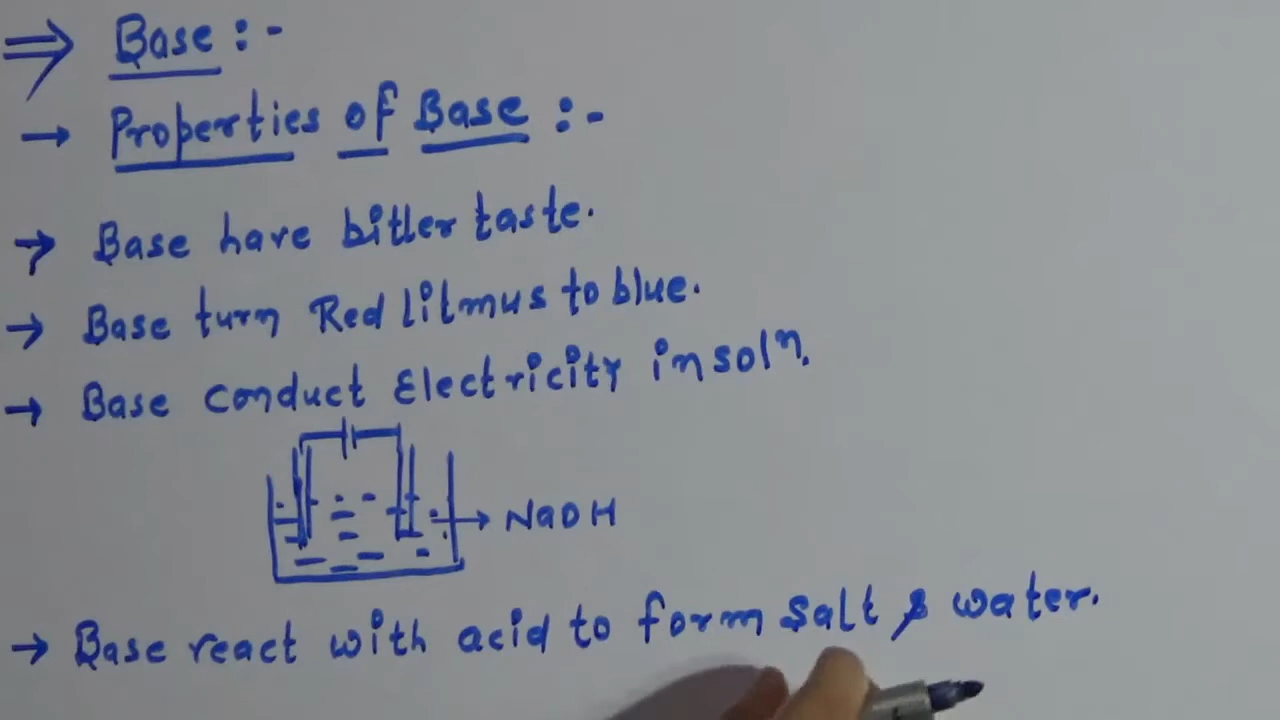 ⇒ Base :-
→ Properties of Base :-
→ Base have bitter taste.
→ Base turn Red litmus to blue.
→ Base conduct Electricity in solⁿ.
→ NaOH
→ Base react with acid to form salt & water.